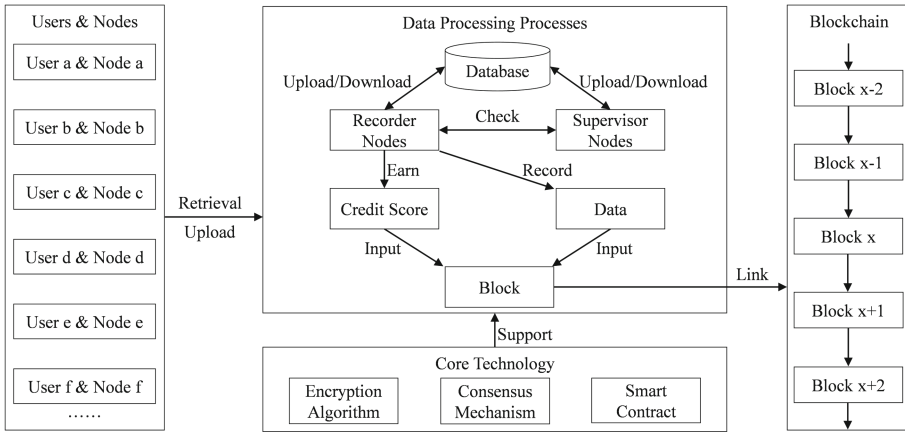 Users & Nodes
User a & Node a
User b & Node b
User c & Node c
User d & Node d
User e & Node e
User f & Node f
……
Retrieval
Upload
Data Processing Processes
Database
Upload/Download
Upload/Download
Recorder
Nodes
Check
Supervisor
Nodes
Earn
Record
Credit Score
Data
Input
Input
Block
Link
Support
Core Technology
Encryption
Algorithm
Consensus
Mechanism
Smart
Contract
Blockchain
Block x-2
Block x-1
Block x
Block x+1
Block x+2